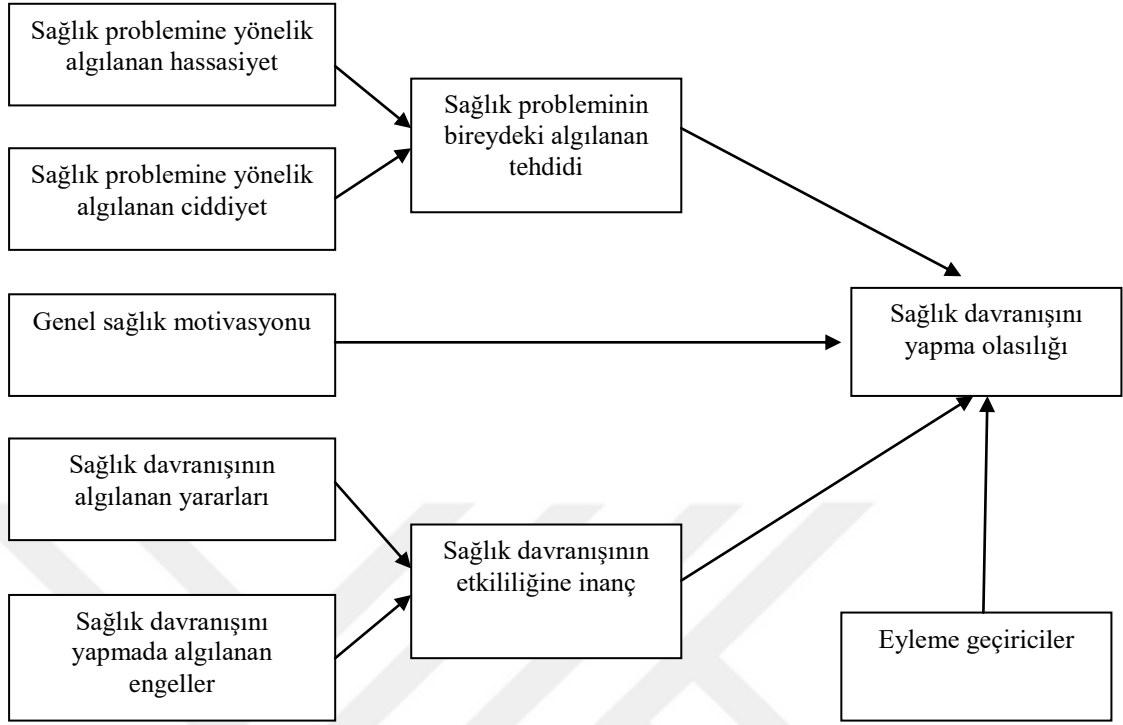 Sağlık problemine yönelik
algılanan hassasiyet
Sağlık problemine yönelik
algılanan ciddiyet
Sağlık probleminin
bireydeki algılanan
tehdidi
Genel sağlık motivasyonu
Sağlık davranışını
yapma olasılığı
Sağlık davranışının
algılanan yararları
Sağlık davranışının
etkililiğine inanç
Sağlık davranışını
yapmada algılanan
engeller
Eyleme geçiriciler